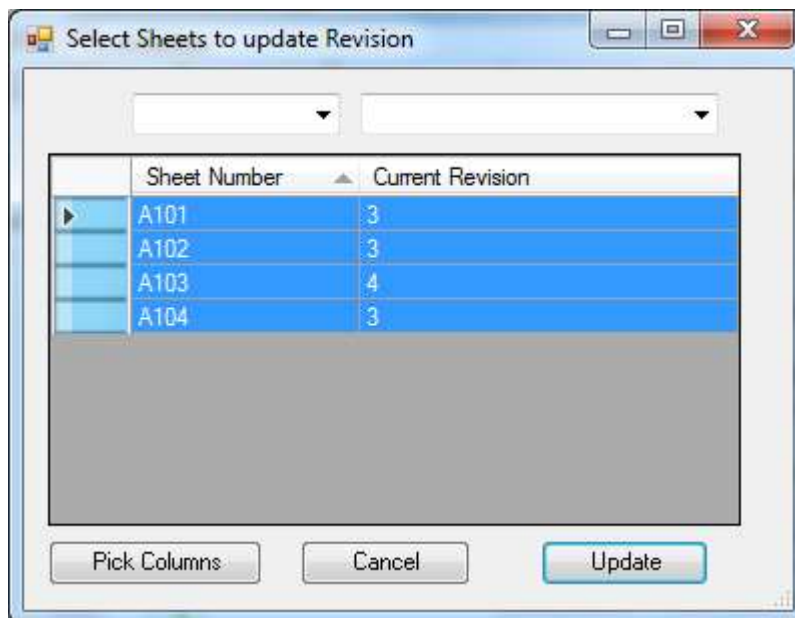 Select Sheets to update Revision
Sheet Number Current Revision
A101 3
A102 3
A103 4
A104 3
Pick Columns Cancel Update